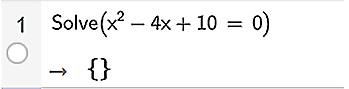 1 Solve(x² – 4x + 10 = 0)
→ {}